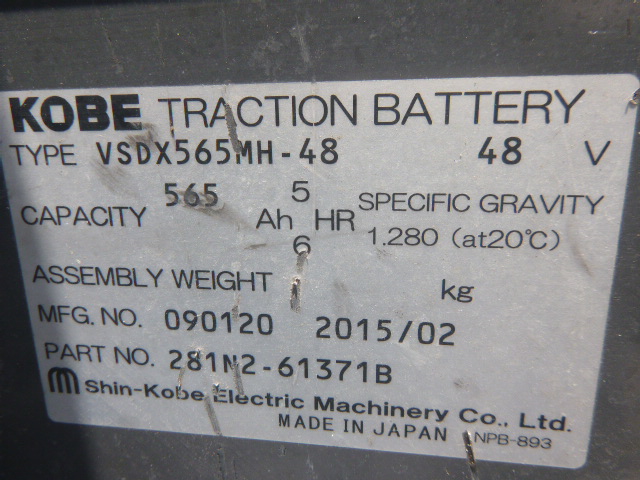 KOBE TRACTION BATTERY
TYPE VSDX565MH-48 48 V
CAPACITY 565 Ah 5 HR 6 SPECIFIC GRAVITY
1.280 (at20℃)
ASSEMBLY WEIGHT kg
MFG. NO. 090120 2015/02
PART NO. 281N2-61371B
Shin-Kobe Electric Machinery Co., Ltd.
MADE IN JAPAN NPB-893